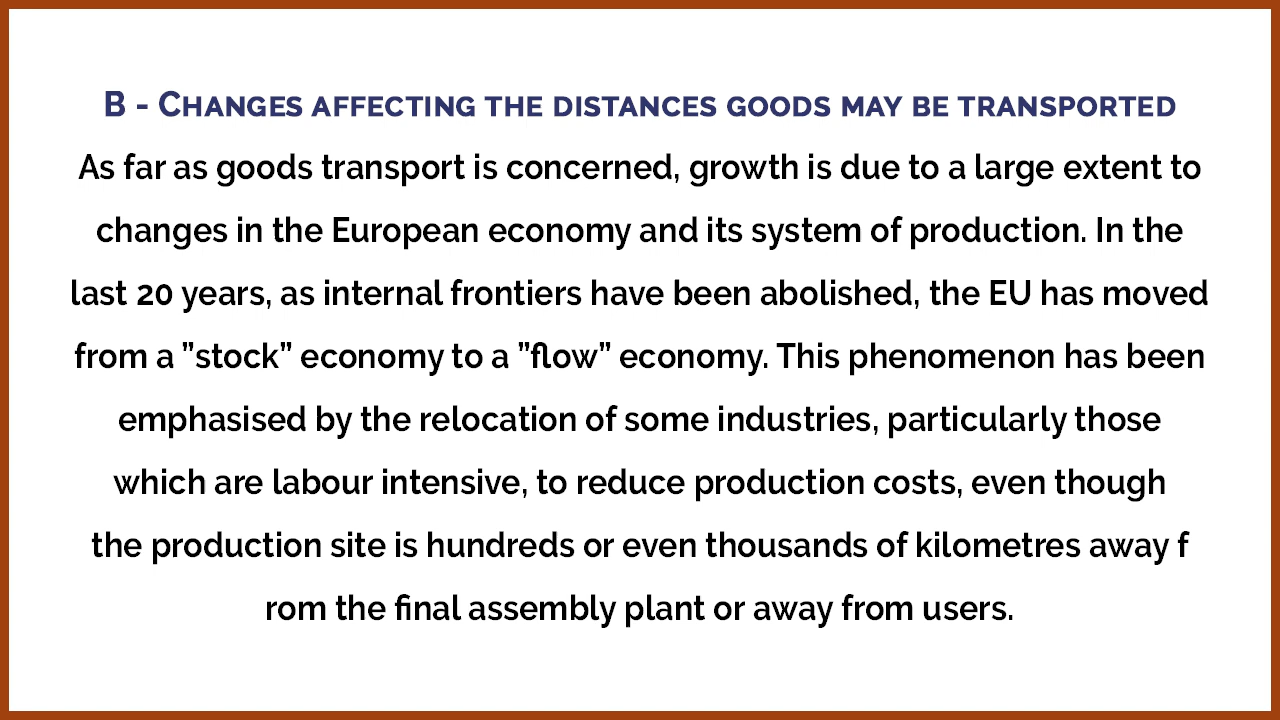 B - Changes affecting the distances goods may be transported
As far as goods transport is concerned, growth is due to a large extent to
changes in the European economy and its system of production. In the
last 20 years, as internal frontiers have been abolished, the EU has moved
from a ”stock” economy to a ”flow” economy. This phenomenon has been
emphasised by the relocation of some industries, particularly those
which are labour intensive, to reduce production costs, even though
the production site is hundreds or even thousands of kilometres away f
rom the final assembly plant or away from users.